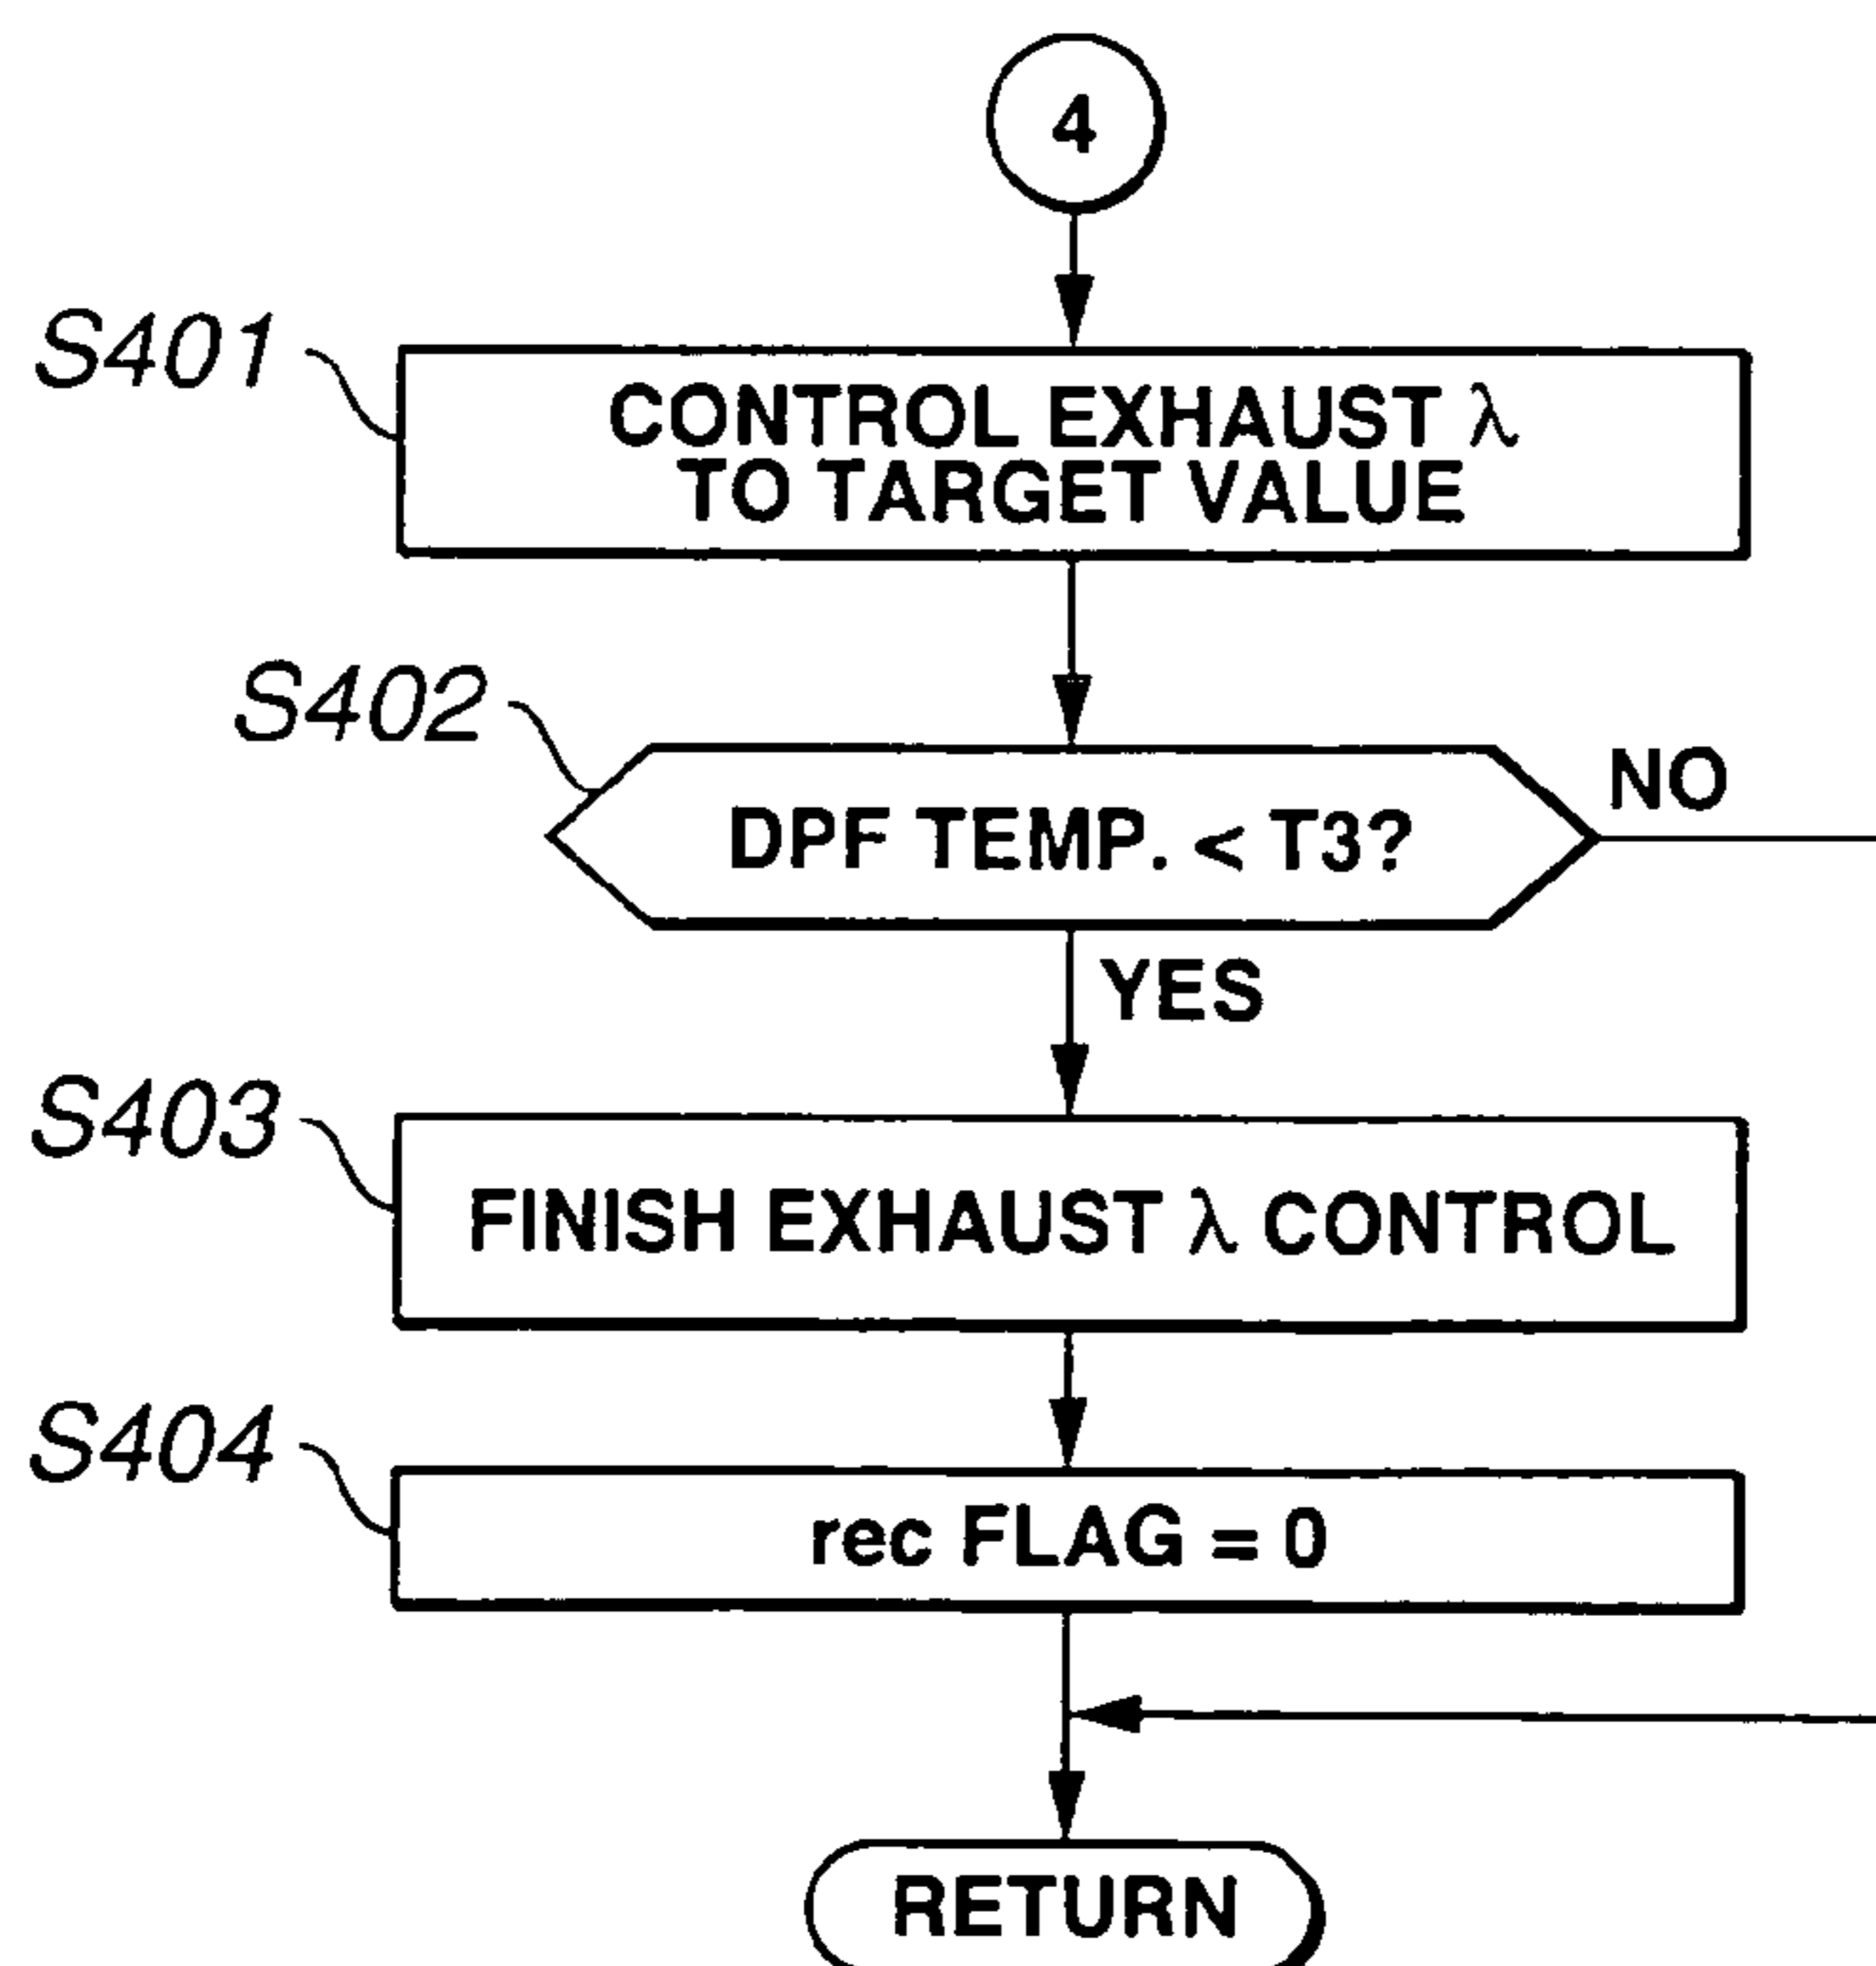 4
S401
CONTROL EXHAUST λ
TO TARGET VALUE
S402
DPF TEMP. < T3?
NO
YES
S403
FINISH EXHAUST λ CONTROL
S404
rec FLAG = 0
RETURN